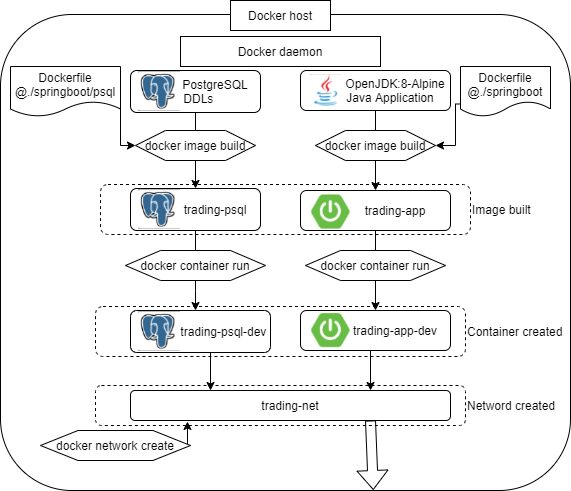 Docker host
Docker daemon
Dockerfile
@./springboot/psql
PostgreSQL
DDLs
OpenJDK:8-Alpine
Java Application
Dockerfile
@./springboot
docker image build
docker image build
trading-psql
trading-app
Image built
docker container run
docker container run
trading-psql-dev
trading-app-dev
Container created
trading-net
Netword created
docker network create